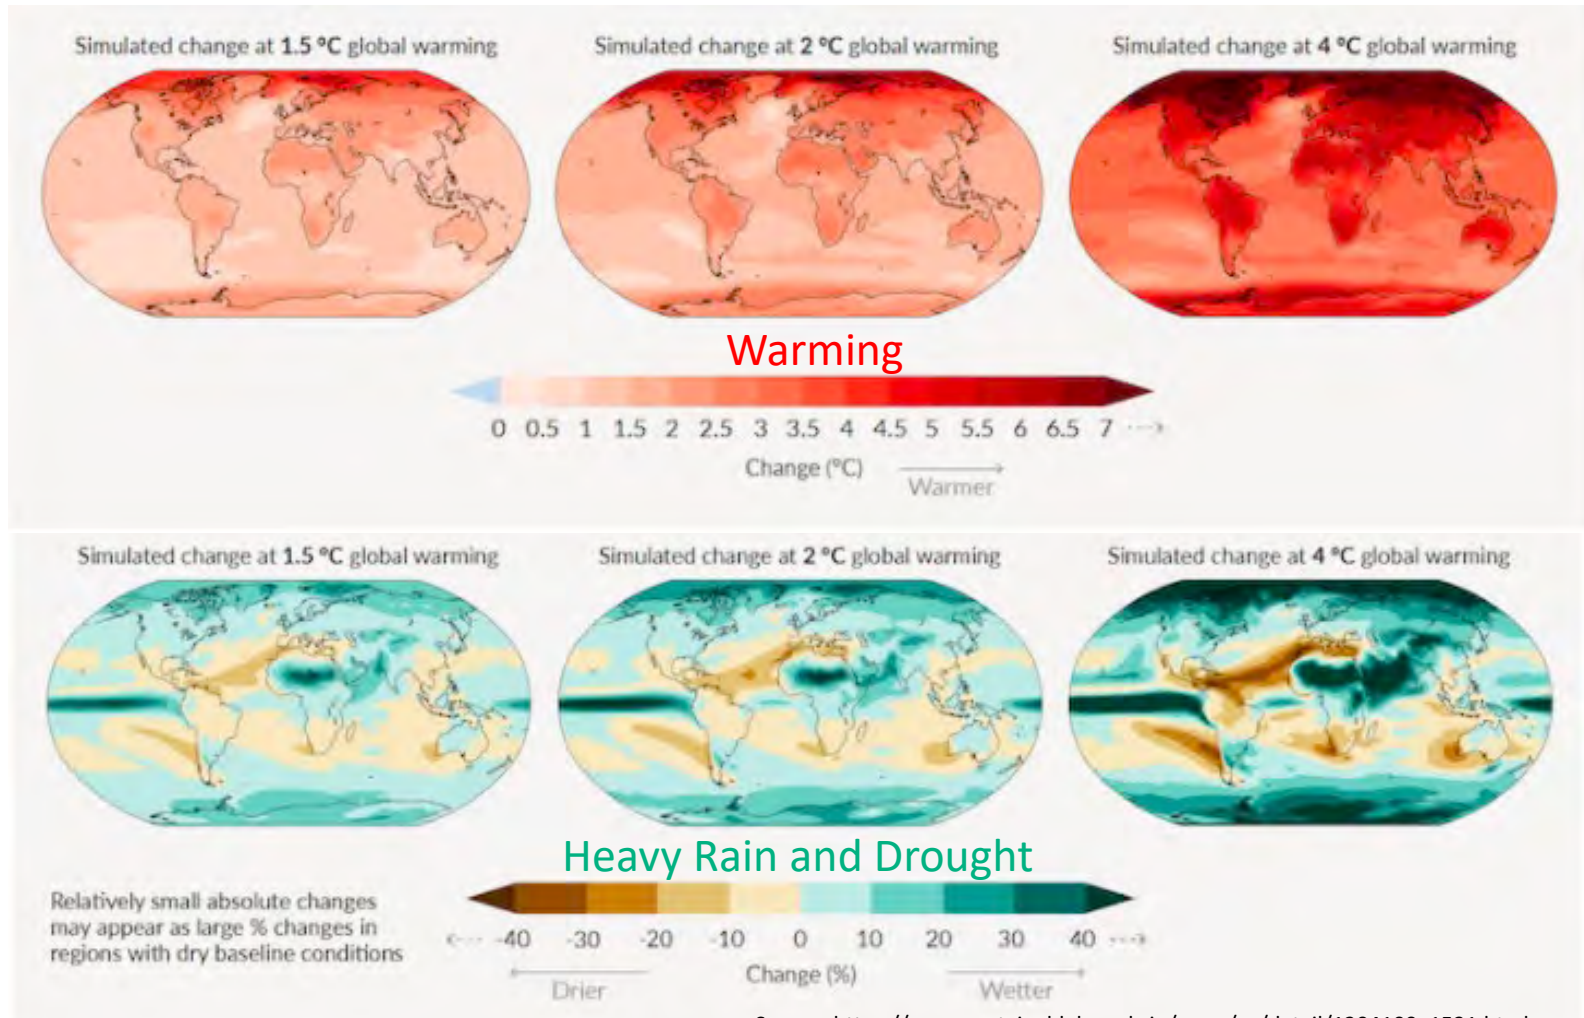 Simulated change at 1.5 °C global warming
Simulated change at 2 °C global warming
Simulated change at 4 °C global warming
Warming
0 0.5 1 1.5 2 2.5 3 3.5 4 4.5 5 5.5 6 6.5 7
Change (°C)
Warmer
Simulated change at 1.5 °C global warming
Simulated change at 2 °C global warming
Simulated change at 4 °C global warming
Heavy Rain and Drought
Relatively small absolute changes
may appear as large % changes in
regions with dry baseline conditions
-40 -30 -20 -10 0 10 20 30 40
Change (%)
Drier
Wetter